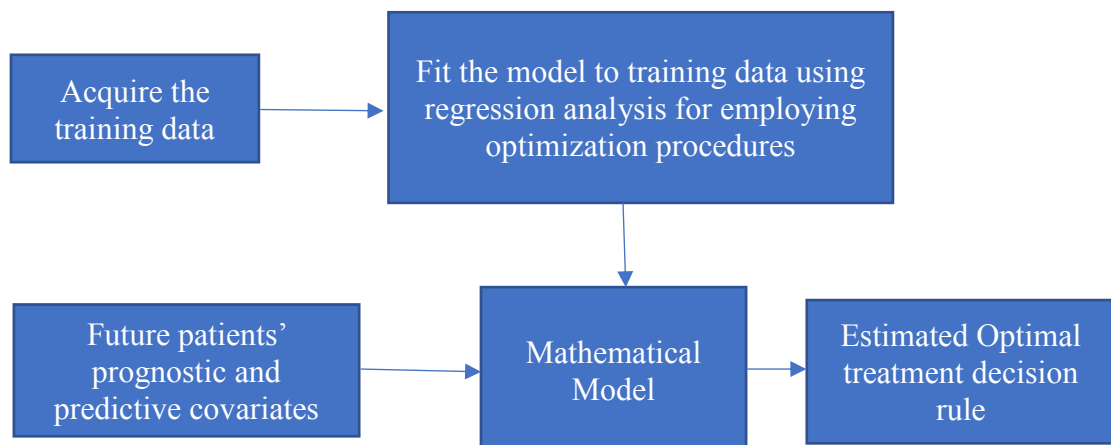 Acquire the
training data
Fit the model to training data using
regression analysis for employing
optimization procedures
Future patients’
prognostic and
predictive covariates
Mathematical
Model
Estimated Optimal
treatment decision
rule